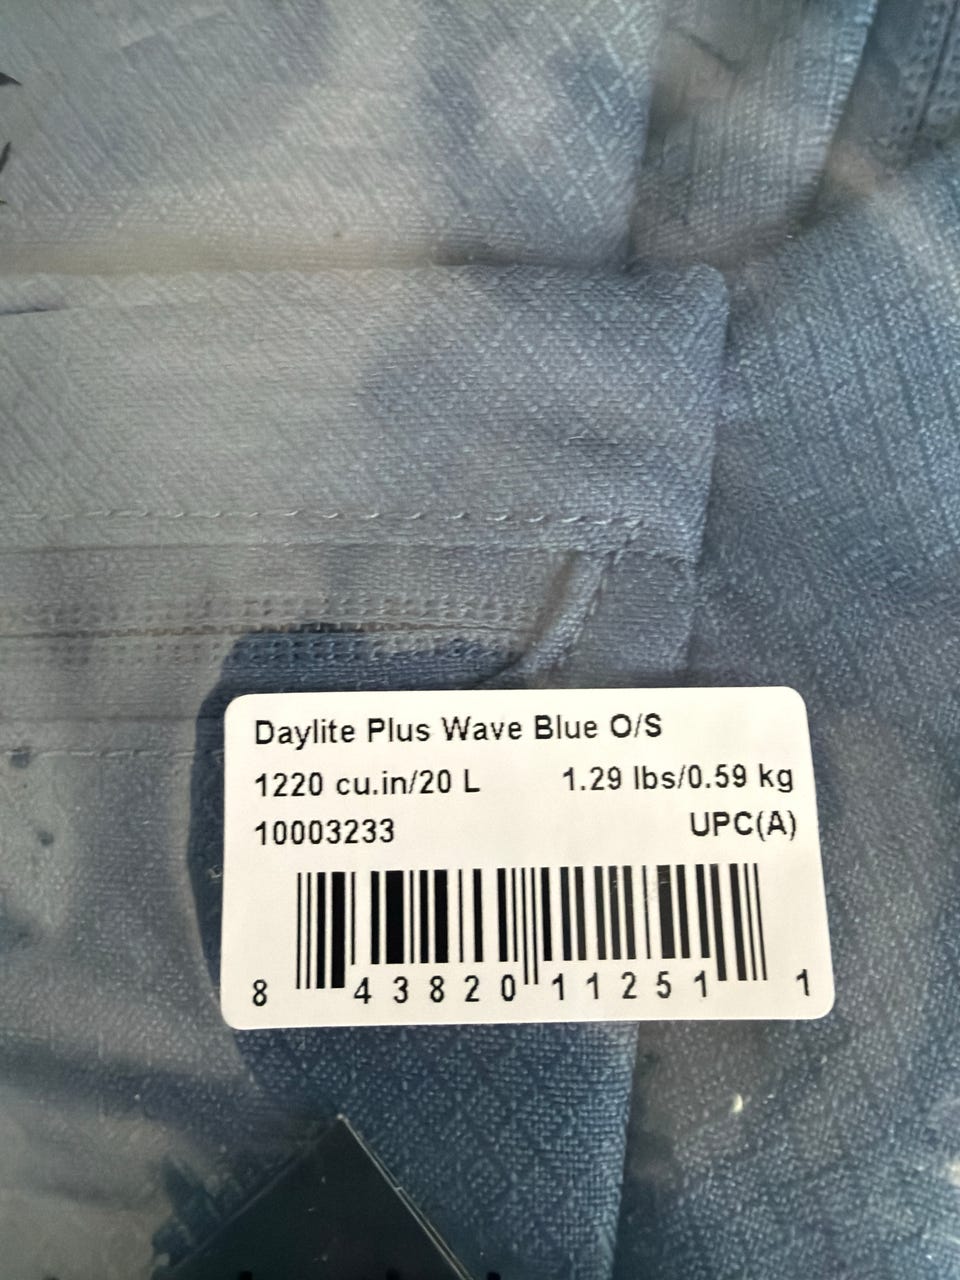 Daylite Plus Wave Blue O/S
1220 cu.in/20 L 1.29 lbs/0.59 kg
10003233 UPC(A)
8 43820 11251 1